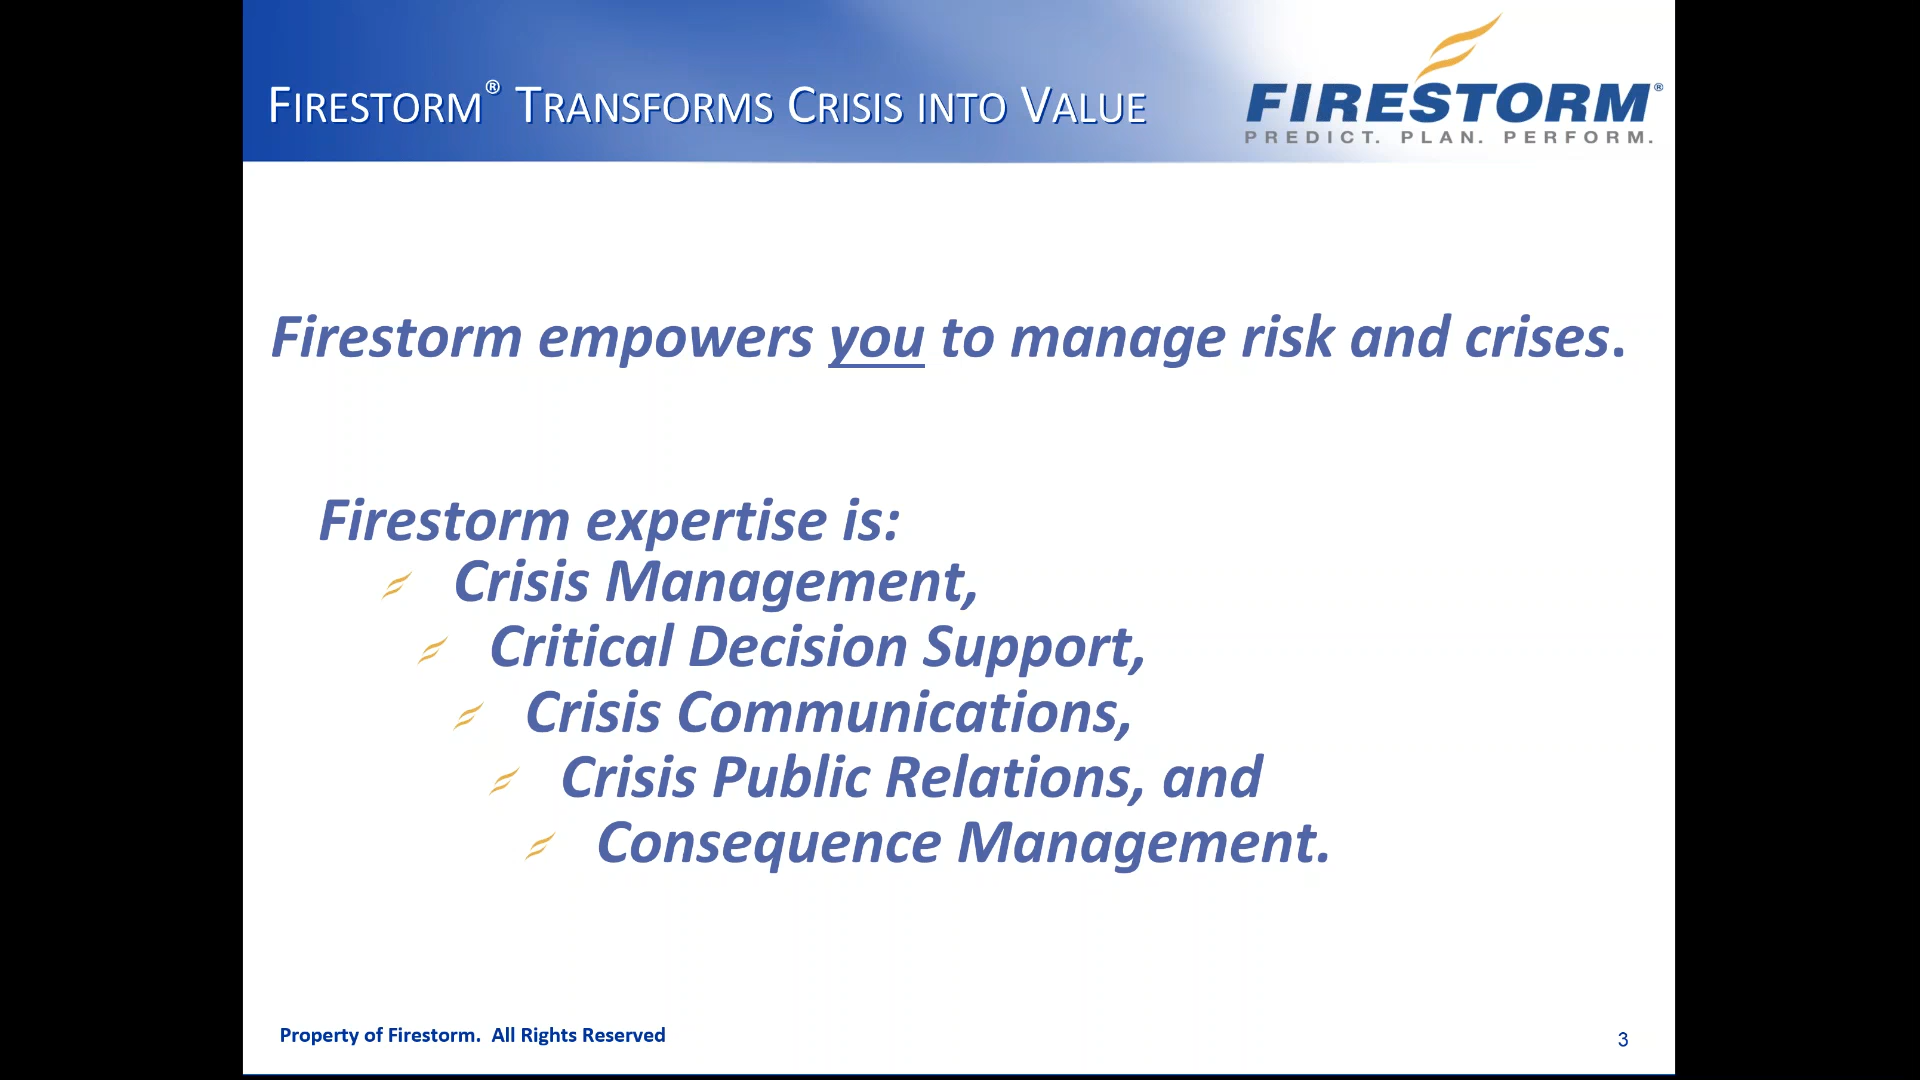 FIRESTORM® TRANSFORMS CRISIS INTO VALUE
FIRESTORM®
PREDICT. PLAN. PERFORM.
Firestorm empowers you to manage risk and crises.
Firestorm expertise is:
Crisis Management,
Critical Decision Support,
Crisis Communications,
Crisis Public Relations, and
Consequence Management.
Property of Firestorm.  All Rights Reserved
3